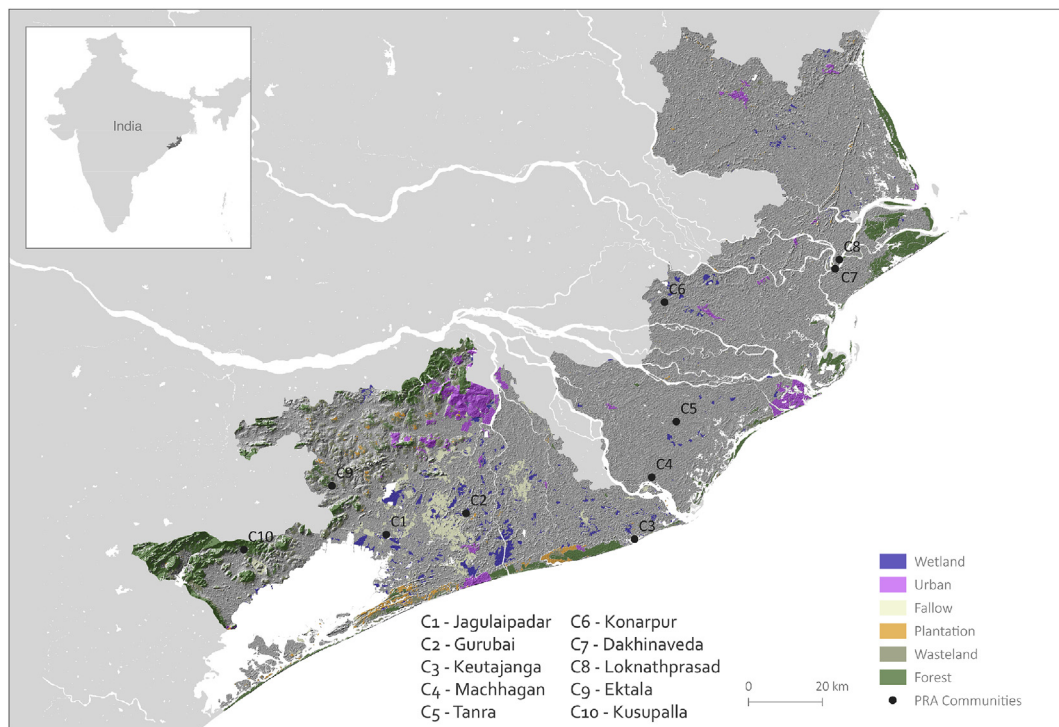 India
C8
C7
C6
C5
C4
C9
C2
C1
C3
C10
C1 - Jagulaipadar
C2 - Gurubai
C3 - Keutajanga
C4 - Machhagan
C5 - Tanra
C6 - Konarpur
C7 - Dakhinaveda
C8 - Loknathprasad
C9 - Ektala
C10 - Kusupalla
0 20 km
Wetland
Urban
Fallow
Plantation
Wasteland
Forest
PRA Communities